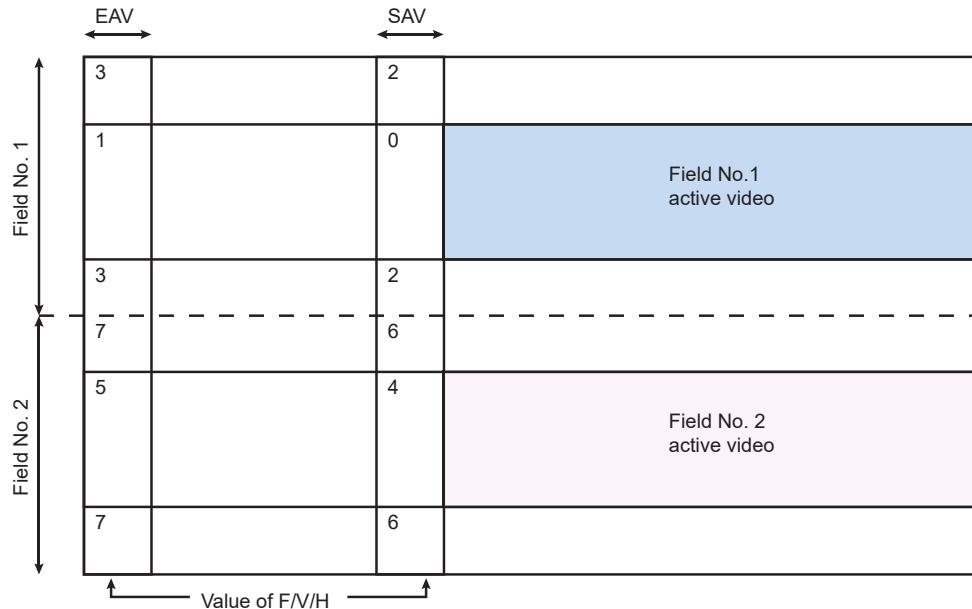 EAV SAV
3 2
1 0
Field No.1
active video
Field No. 1
3 2
7 6
5 4
Field No. 2
active video
Field No. 2
7 6
Value of F/V/H